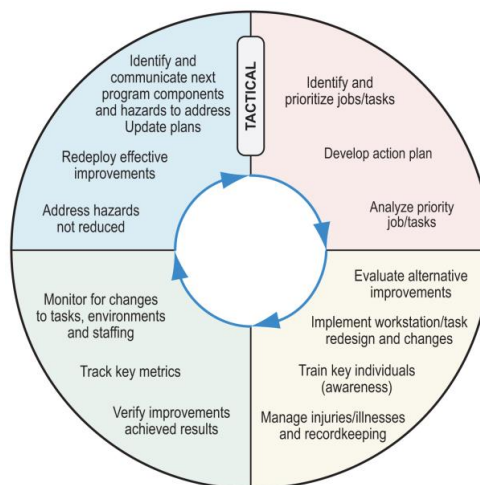 TACTICAL
Identify and
prioritize jobs/tasks
Develop action plan
Analyze priority
job/tasks
Evaluate alternative
improvements
Implement workstation/task
redesign and changes
Train key individuals
(awareness)
Manage injuries/illnesses
and recordkeeping
Monitor for changes
to tasks, environments
and staffing
Track key metrics
Verify improvements
achieved results
Identify and
communicate next
program components
and hazards to address
Update plans
Redeploy effective
improvements
Address hazards
not reduced